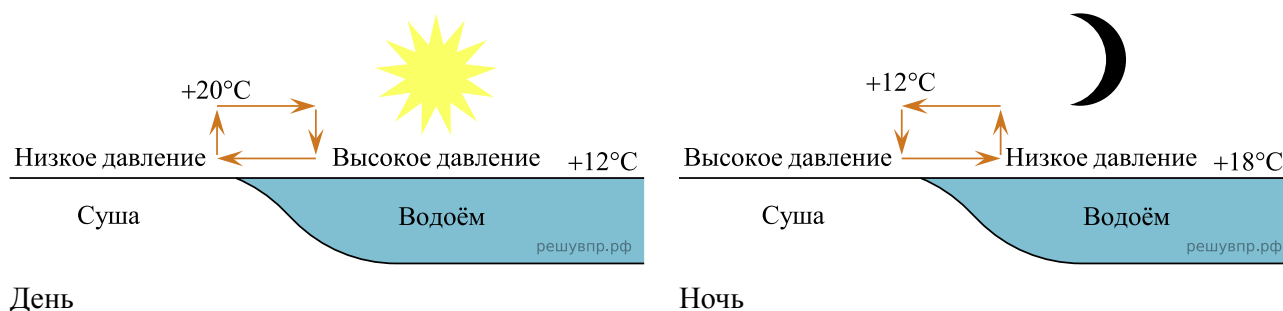 +20°C
Низкое давление
Высокое давление
+12°C
Суша
Водоём
решувпр.рф
День
+12°C
Высокое давление
Низкое давление
+18°C
Суша
Водоём
решувпр.рф
Ночь